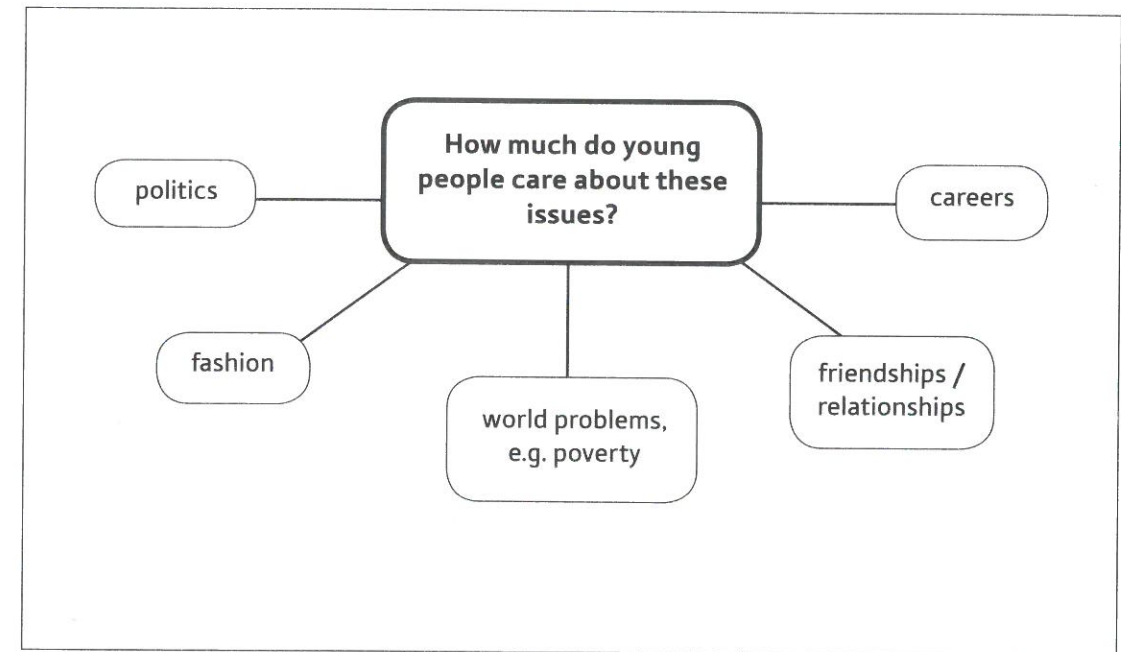 How much do young
people care about these
issues?
politics
careers
fashion
world problems,
e.g. poverty
friendships /
relationships